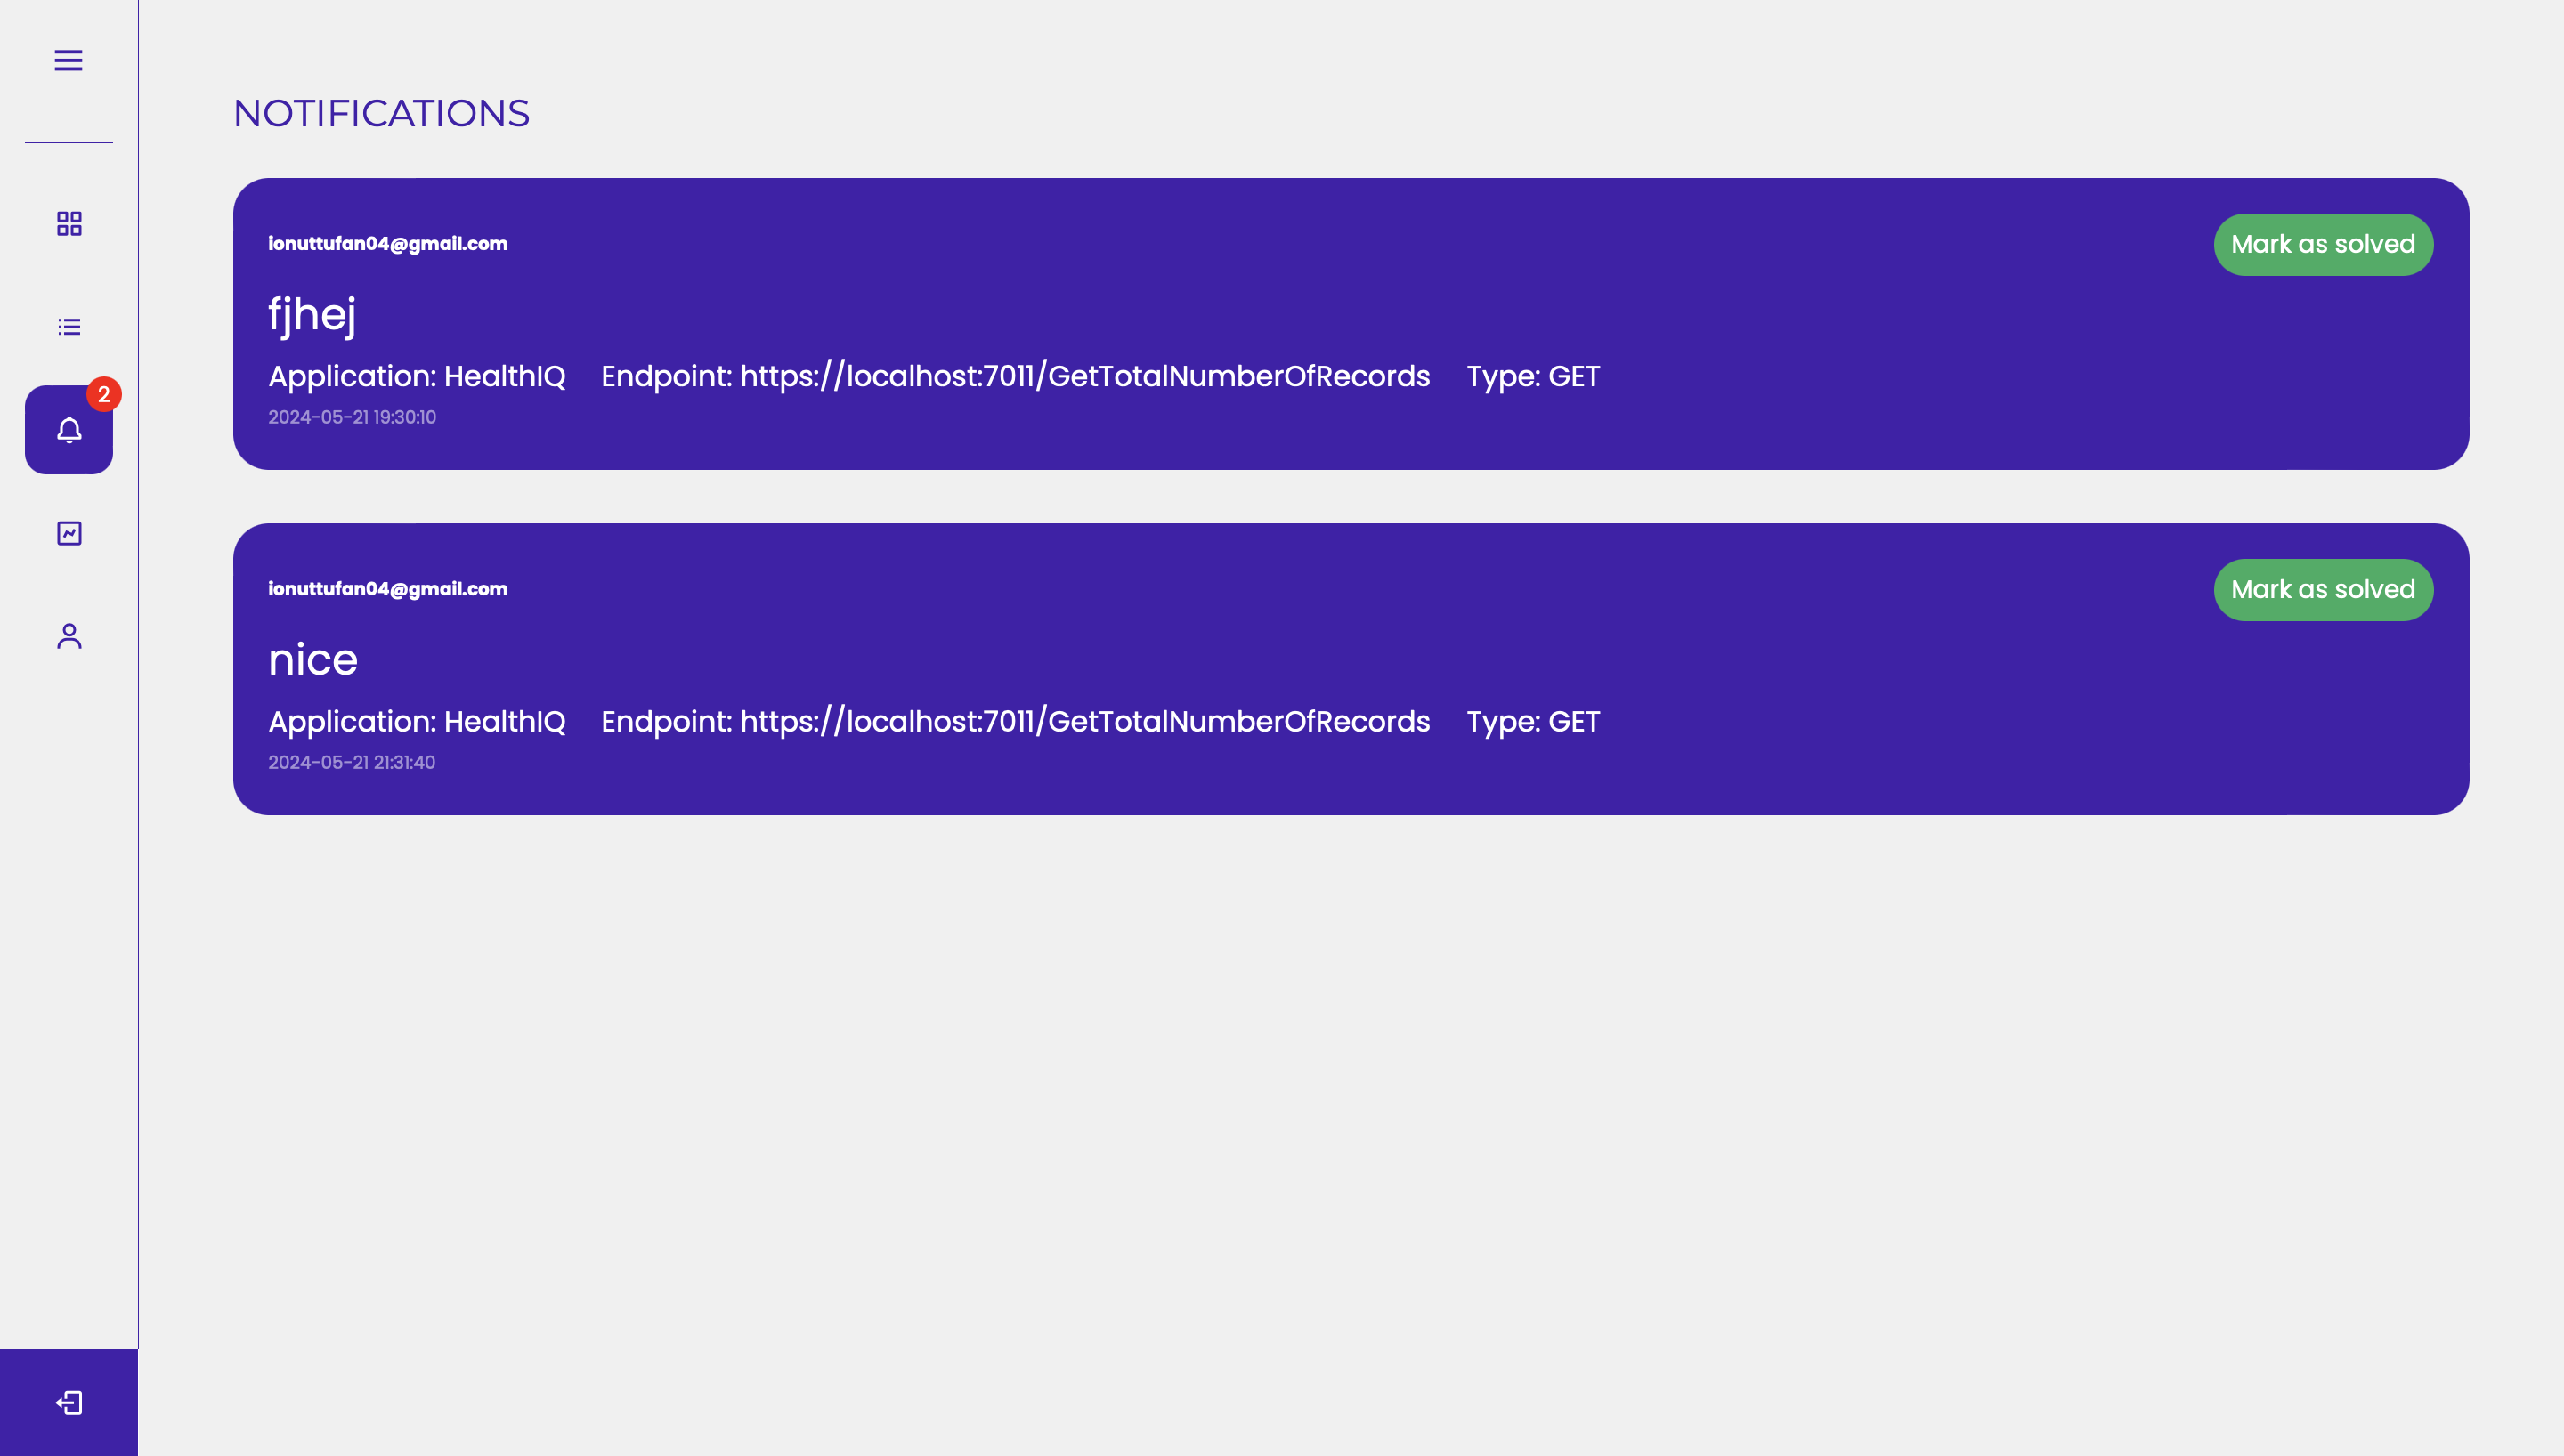 NOTIFICATIONS
ionuttufan04@gmail.com
Mark as solved
fjhej
Application: HealthIQ Endpoint: https://localhost:7011/GetTotalNumberOfRecords Type: GET
2024-05-21 19:30:10
2
ionuttufan04@gmail.com
Mark as solved
nice
Application: HealthIQ Endpoint: https://localhost:7011/GetTotalNumberOfRecords Type: GET
2024-05-21 21:31:40